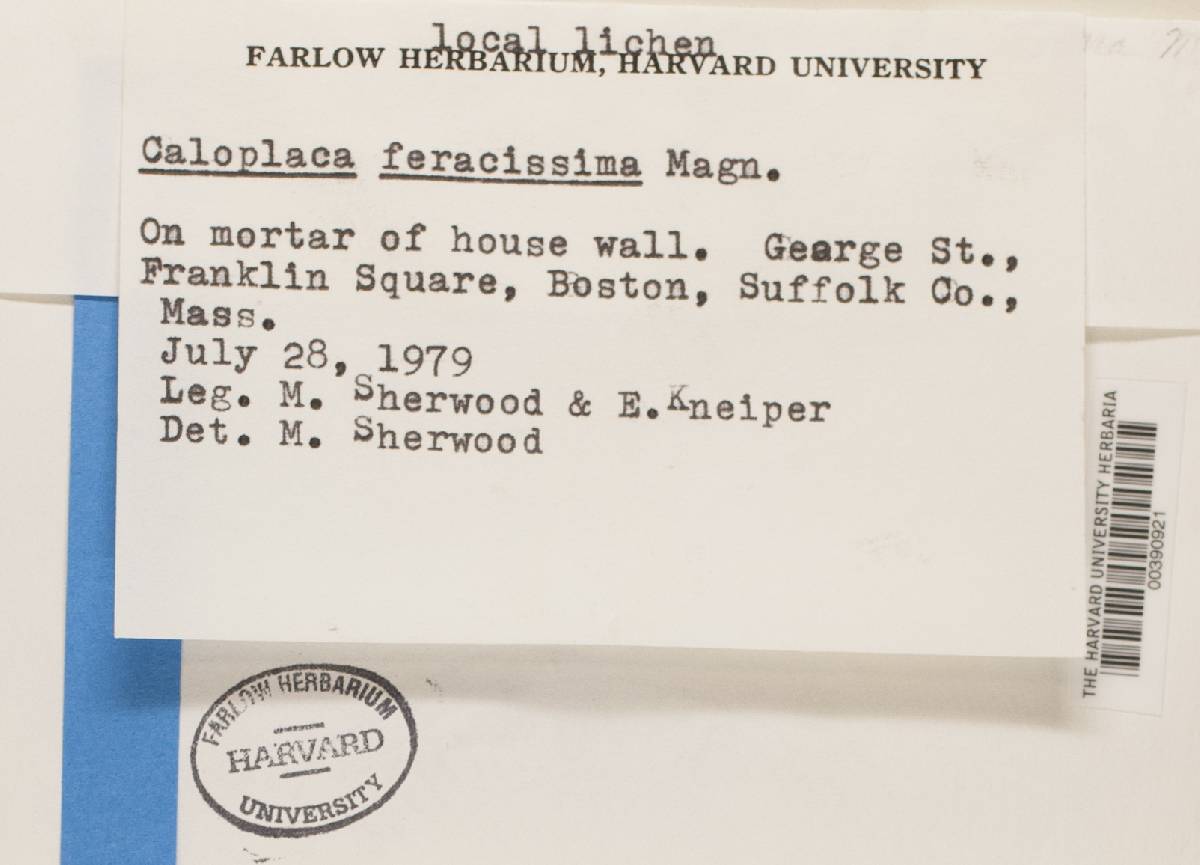 local lichen
FARLOW HERBARIUM, HARVARD UNIVERSITY
Caloplaca feracissima Magn.
On mortar of house wall. Gearge St.,
Franklin Square, Boston, Suffolk Co.,
Mass.
July 28, 1979
Leg. M. Sherwood & E.Kneiper
Det. M. Sherwood
THE HARVARD UNIVERSITY HERBARIA
00390921
FARLOW HERBARIUM
HARVARD
UNIVERSITY